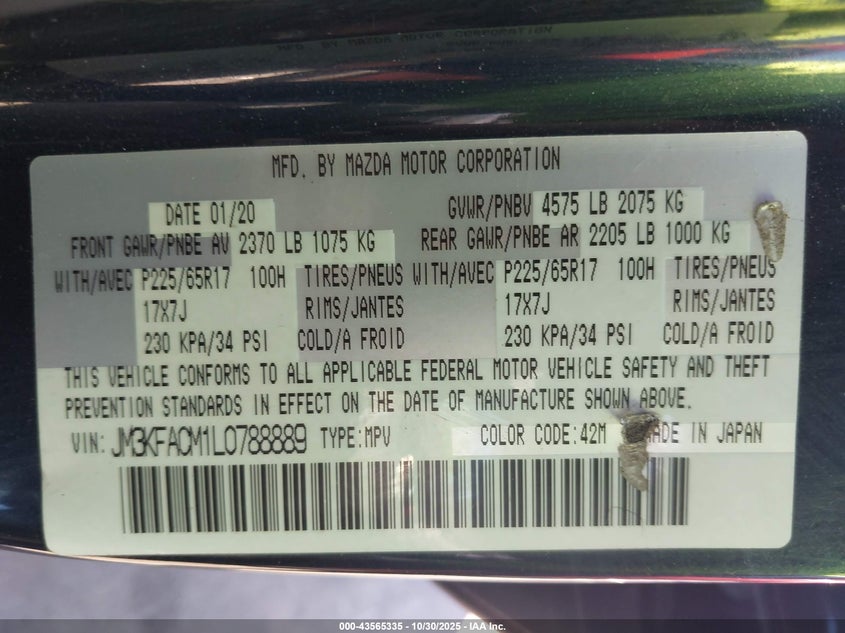 MFD. BY MAZDA MOTOR CORPORATION
DATE 01/20 GVWR/PNBV 4575 LB 2075 KG
FRONT GAWR/PNBE AV 2370 LB 1075 KG REAR GAWR/PNBE AR 2205 LB 1000 KG
WITH/AVEC P225/65R17 100H TIRES/PNEUS WITH/AVEC P225/65R17 100H TIRES/PNEUS
17X7J RIMS/JANTES 17X7J RIMS/JANTES
230 KPA/34 PSI COLD/A FROID 230 KPA/34 PSI COLD/A FROID
THIS VEHICLE CONFORMS TO ALL APPLICABLE FEDERAL MOTOR VEHICLE SAFETY AND THEFT
PREVENTION STANDARDS IN EFFECT ON THE DATE OF MANUFACTURE SHOWN ABOVE.
VIN: JM3KFACM1L0788889 TYPE:MPV COLOR CODE:42M MADE IN JAPAN
000-43565335 - 10/30/2025 - IAA Inc.